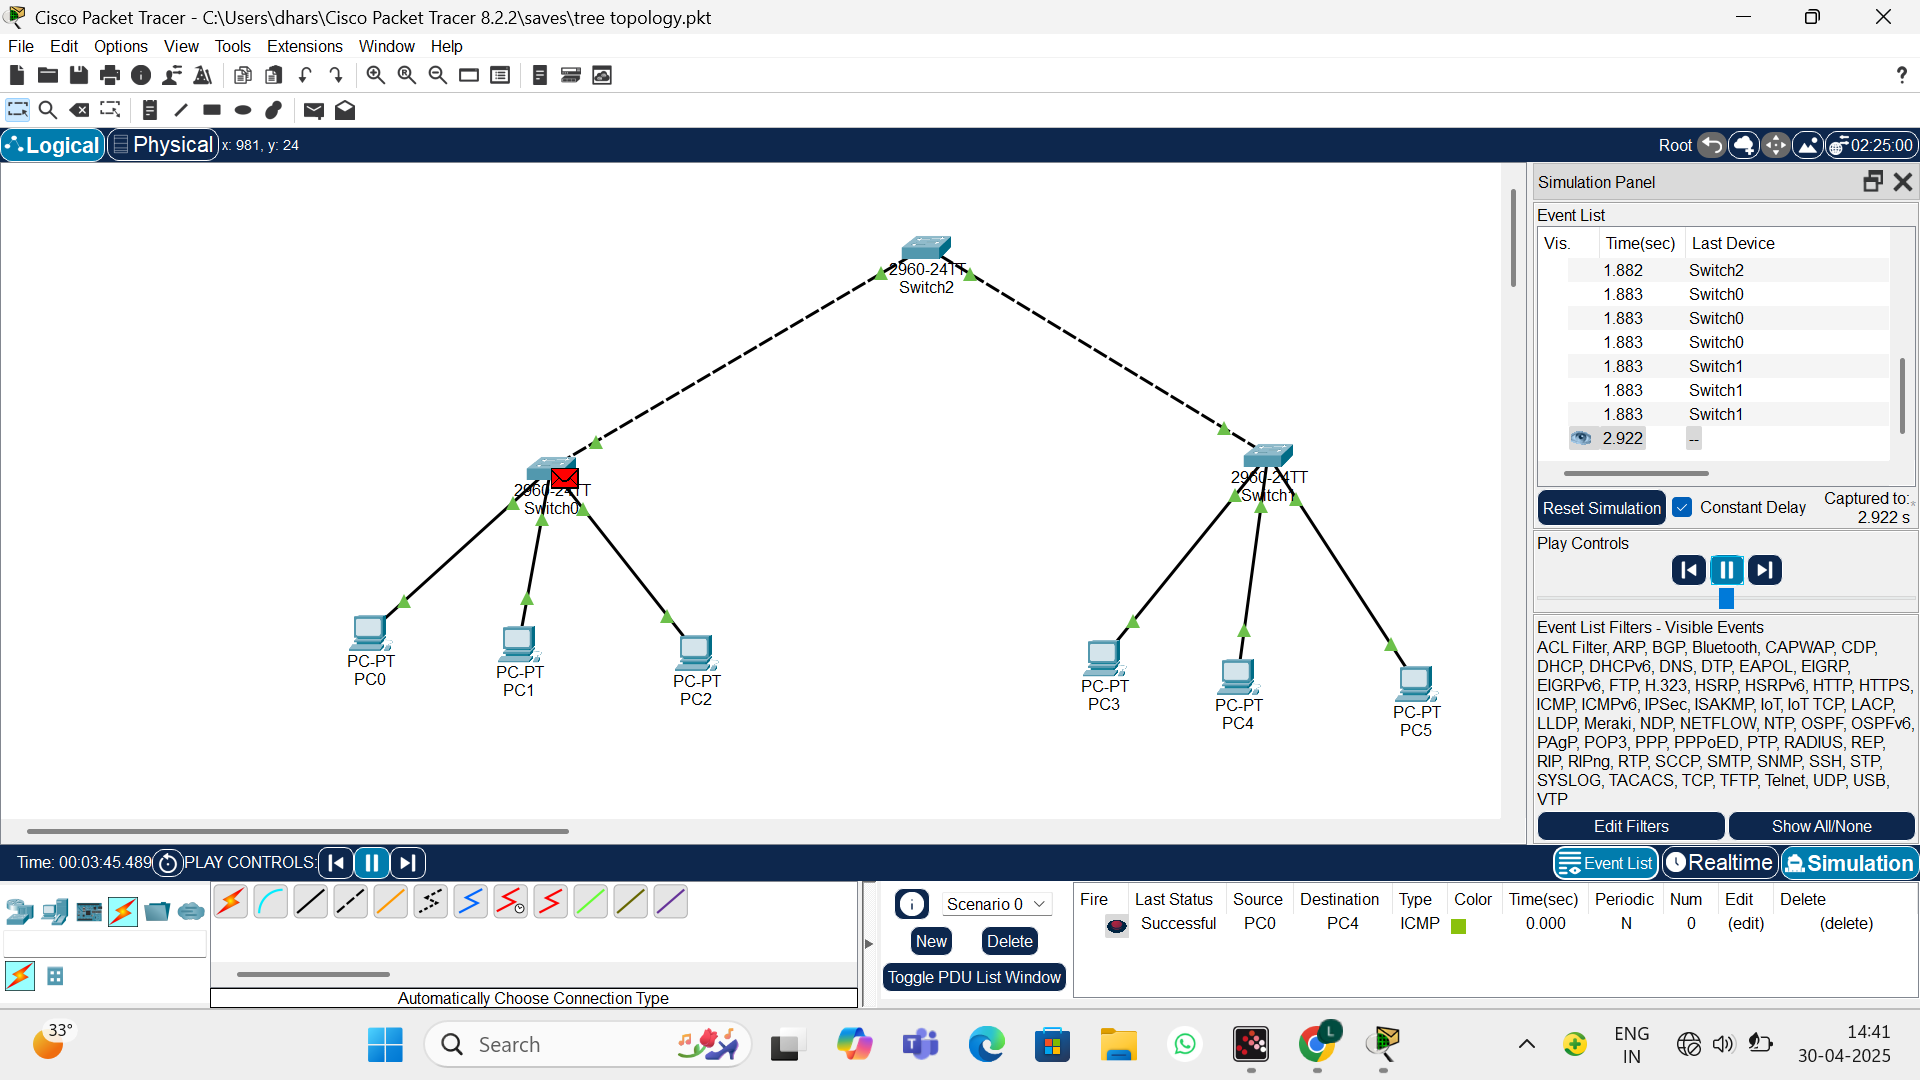 Cisco Packet Tracer - C:\Users\dhars\Cisco Packet Tracer 8.2.2\saves\tree topology.pkt
File Edit Options View Tools Extensions Window Help
?
Logical Physical x: 981, y: 24 Root 02:25:00
Simulation Panel
Event List
Vis. Time(sec) Last Device
1.882 Switch2
1.883 Switch0
1.883 Switch0
1.883 Switch0
1.883 Switch1
1.883 Switch1
1.883 Switch1
2.922 --
Reset Simulation Constant Delay Captured to:
2.922 s
Play Controls
Event List Filters - Visible Events
ACL Filter, ARP, BGP, Bluetooth, CAPWAP, CDP,
DHCP, DHCPv6, DNS, DTP, EAPOL, EIGRP,
EIGRPv6, FTP, H.323, HSRP, HSRPv6, HTTP, HTTPS,
ICMP, ICMPv6, IPSec, ISAKMP, IoT, IoT TCP, LACP,
LLDP, Meraki, NDP, NETFLOW, NTP, OSPF, OSPFv6,
PAgP, POP3, PPP, PPPoED, PTP, RADIUS, REP,
RIP, RIPng, RTP, SCCP, SMTP, SNMP, SSH, STP,
SYSLOG, TACACS, TCP, TFTP, Telnet, UDP, USB,
VTP
Edit Filters Show All/None
2960-24TT
Switch2
2960-24TT
Switch0
2960-24TT
Switch1
PC-PT
PC0
PC-PT
PC1
PC-PT
PC2
PC-PT
PC3
PC-PT
PC4
PC-PT
PC5
Time: 00:03:45.489 PLAY CONTROLS: Event List Realtime Simulation
Scenario 0
New Delete
Toggle PDU List Window
Fire Last Status Source Destination Type Color Time(sec) Periodic Num Edit Delete
Successful PC0 PC4 ICMP 0.000 N 0 (edit) (delete)
Automatically Choose Connection Type
33°
Search
L
ENG
IN
14:41
30-04-2025